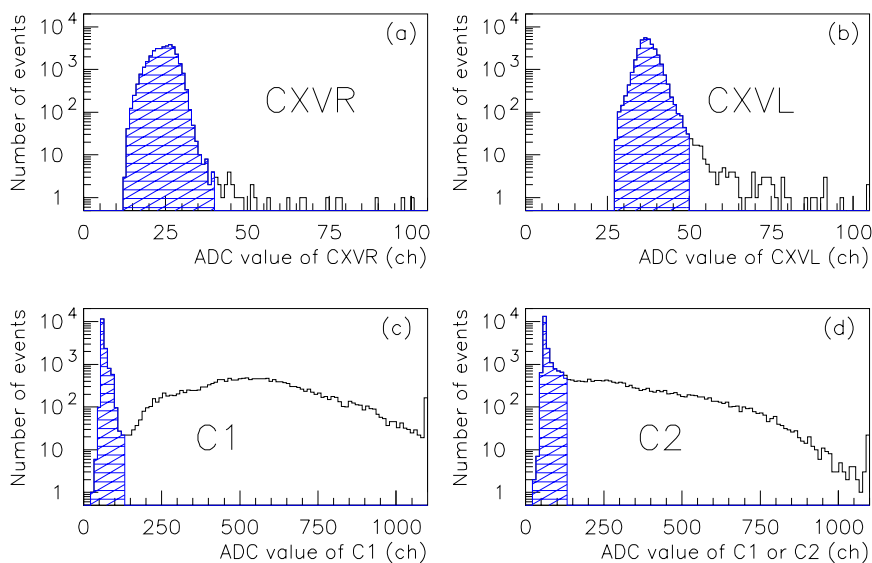 (a)
CXVR
Number of events
10^4
10^3
10^2
10
1
0 25 50 75 100
ADC value of CXVR (ch)
(b)
CXVL
Number of events
10^4
10^3
10^2
10
1
0 25 50 75 100
ADC value of CXVL (ch)
(c)
C1
Number of events
10^4
10^3
10^2
10
1
0 250 500 750 1000
ADC value of C1 (ch)
(d)
C2
Number of events
10^4
10^3
10^2
10
1
0 250 500 750 1000
ADC value of C1 or C2 (ch)